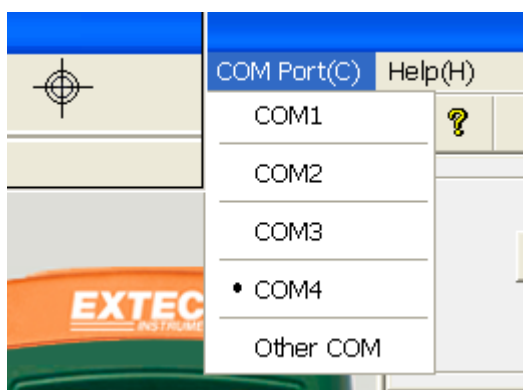 COM Port(C) Help(H)
COM1
?
COM2
COM3
• COM4
EXTEC
Other COM